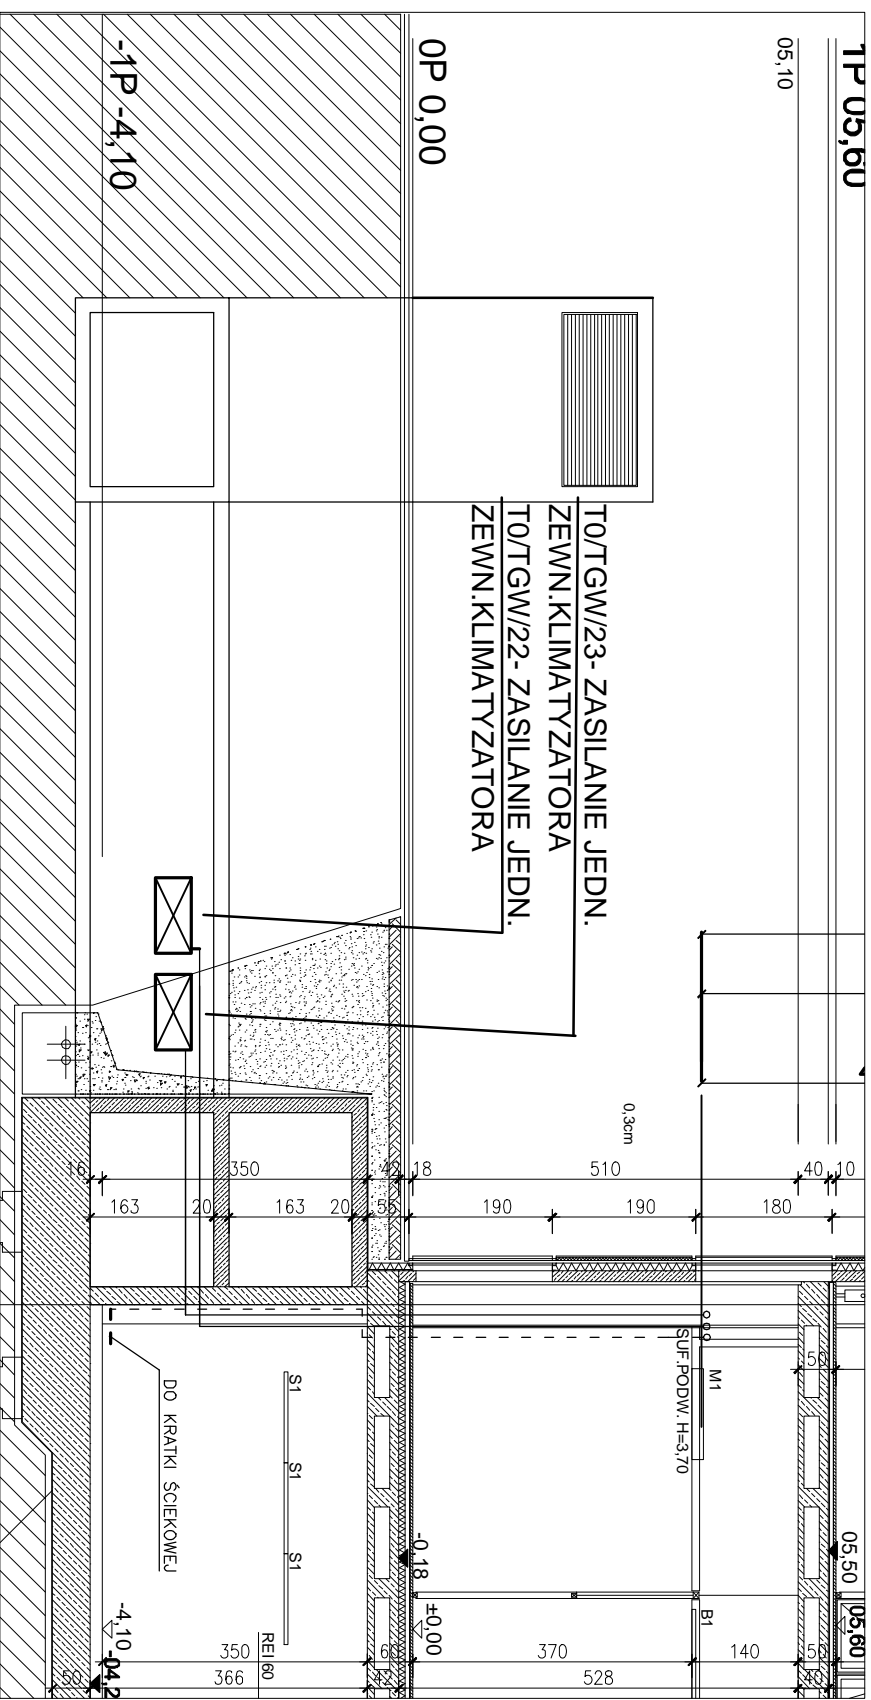 1P 05,60
05,10
0P 0,00
-1P -4,10
T0/TGW/23- ZASILANIE JEDN.
ZEWN.KLIMATYZATORA
T0/TGW/22- ZASILANIE JEDN.
ZEWN.KLIMATYZATORA
0,3cm
16
350
42
18
510
40
10
163
20
163
20
55
190
190
180
50
M1
SUF.PODW. H=3,70
S1
S1
S1
DO KRATKI ŚCIEKOWEJ
-0,18
±0,00
05,50
05,60
B1
-4,10
-04,2
REI 60
350
60
370
140
50
50
366
42
528
40